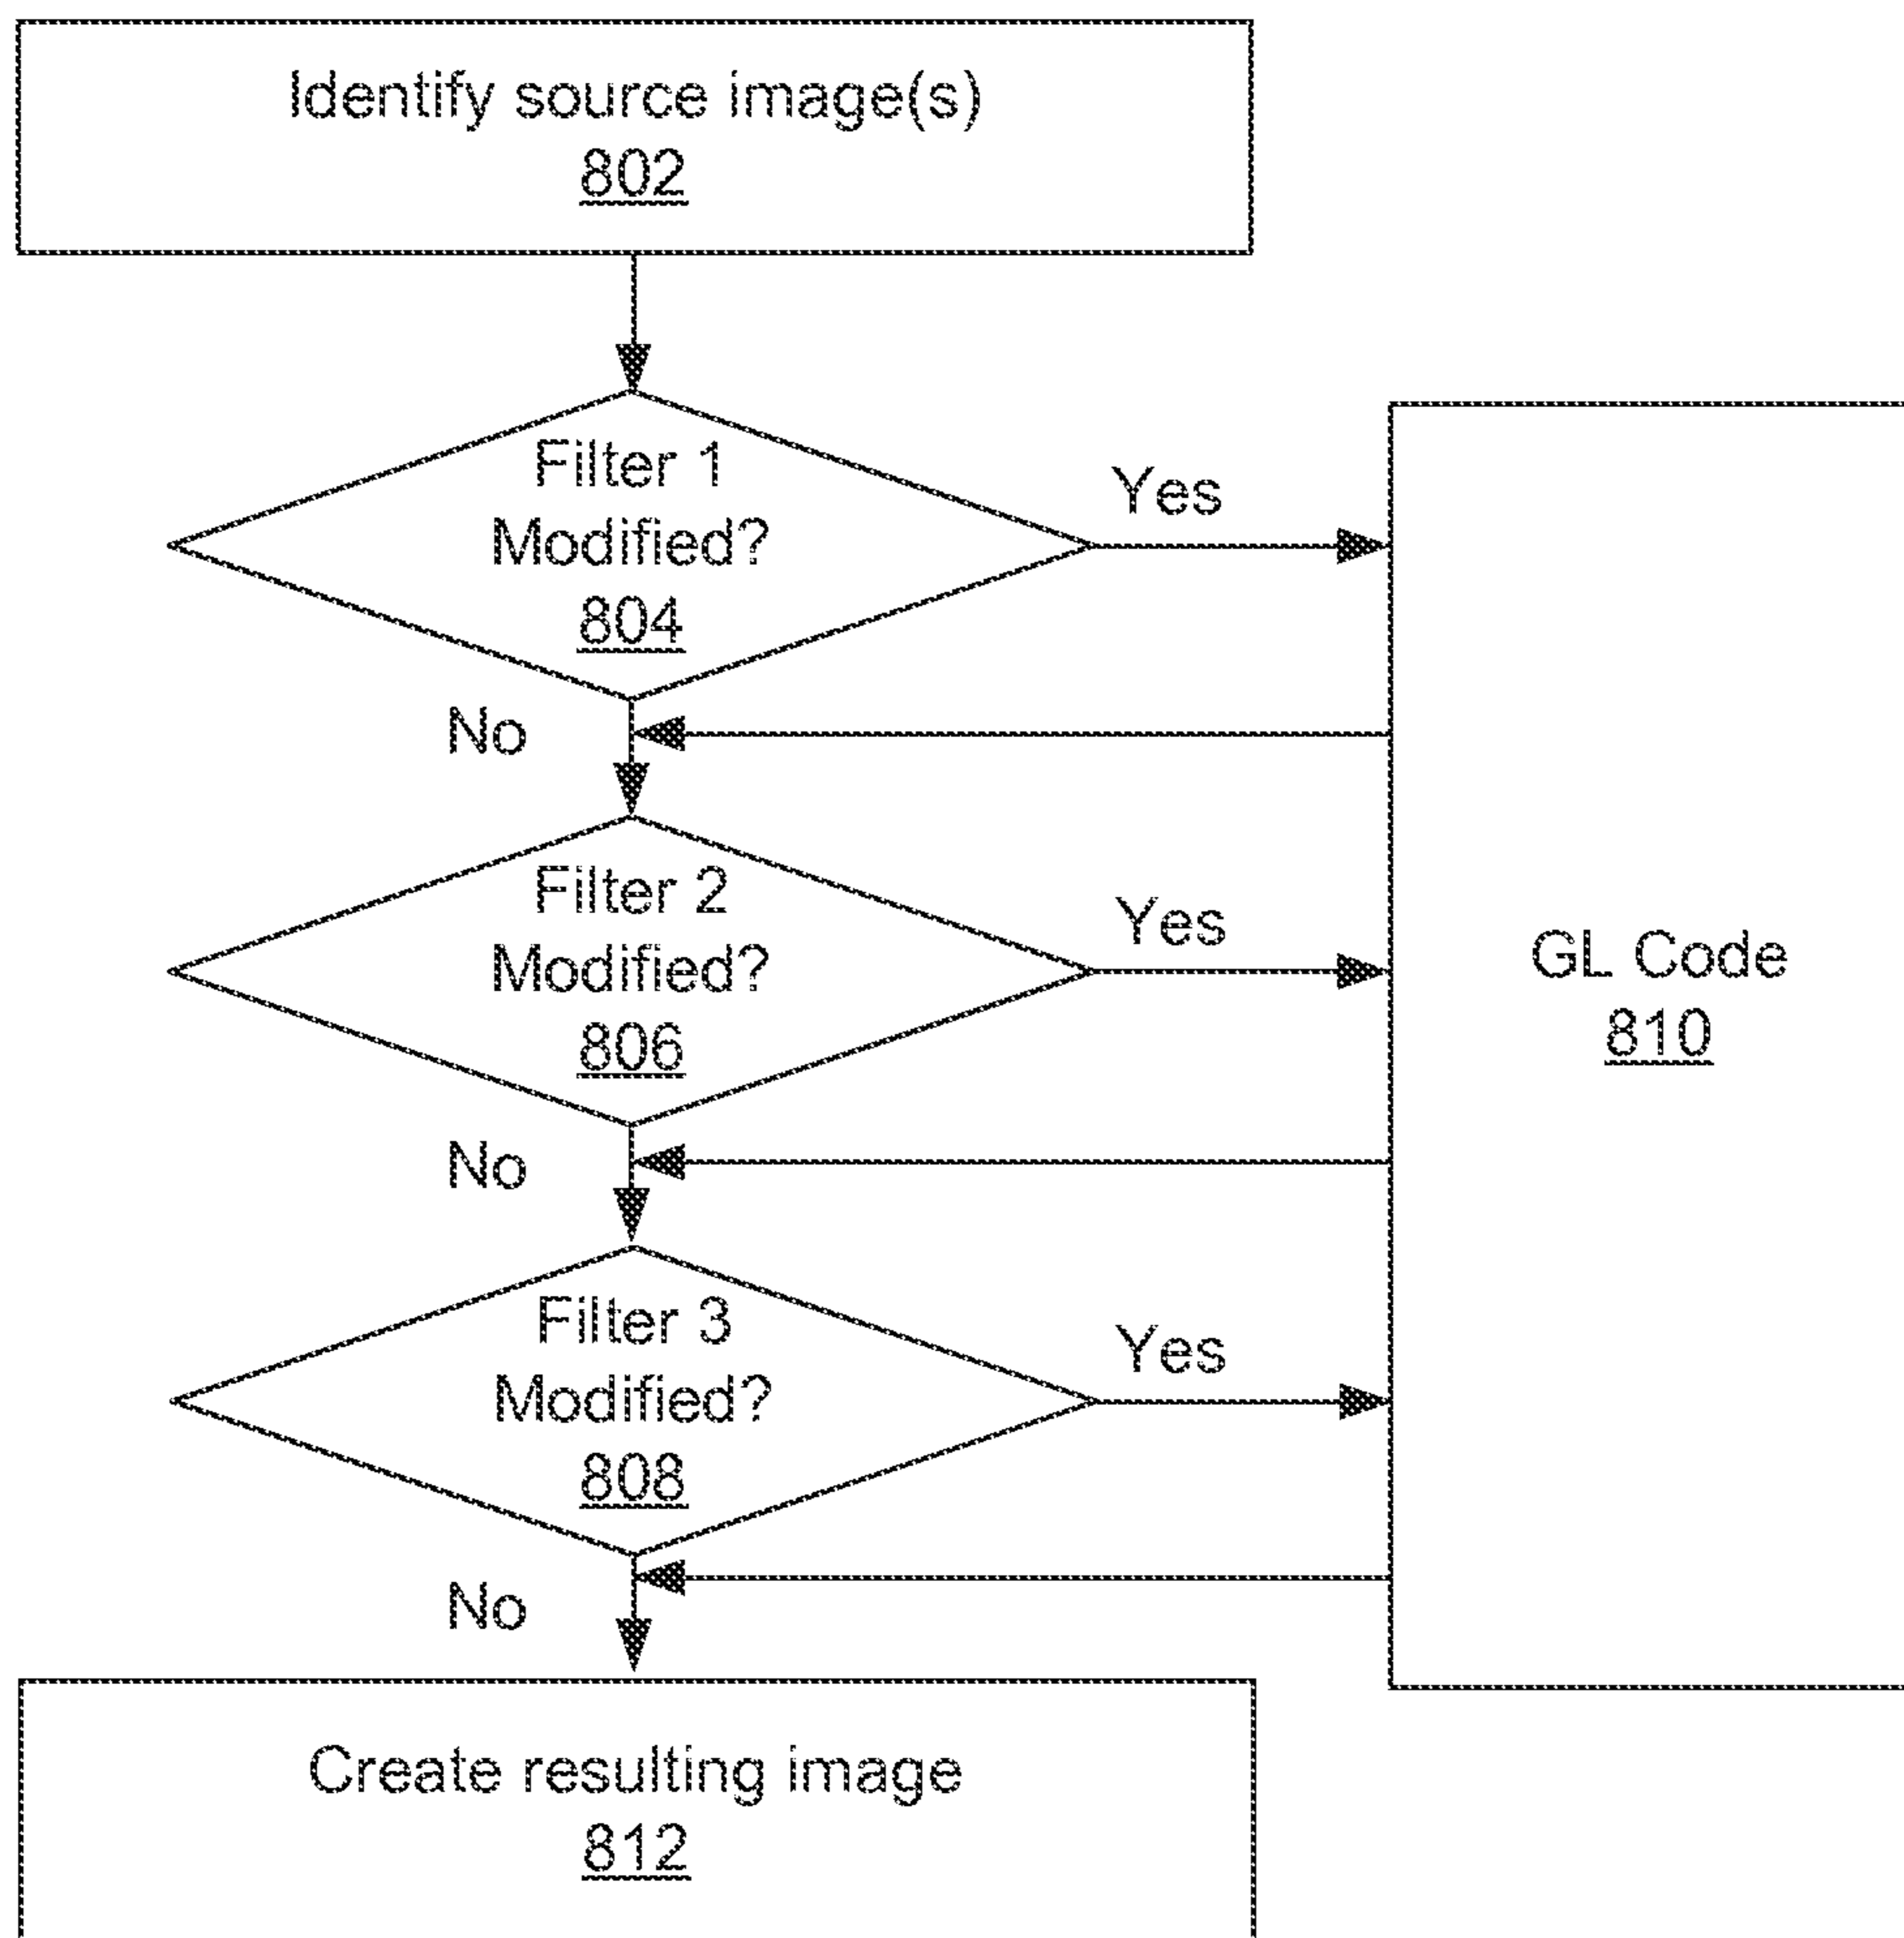 Identify source image(s)
802
Filter 1
Modified?
804
Yes
No
Filter 2
Modified?
806
Yes
GL Code
810
No
Filter 3
Modified?
808
Yes
No
Create resulting image
812